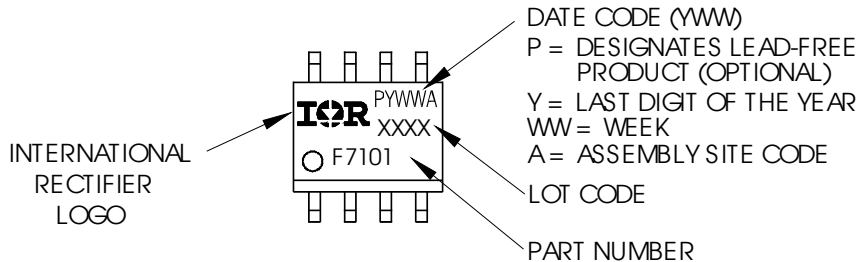 DATE CODE (YWW)
P = DESIGNATES LEAD-FREE
PRODUCT (OPTIONAL)
Y = LAST DIGIT OF THE YEAR
WW = WEEK
A = ASSEMBLY SITE CODE
LOT CODE
PART NUMBER
INTERNATIONAL
RECTIFIER
LOGO
IOR
PYWWA
XXXX
F7101